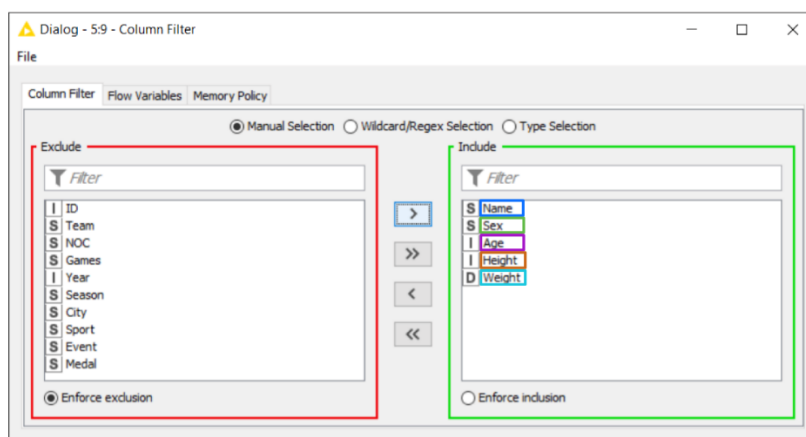 Dialog - 5:9 - Column Filter
File
Column Filter Flow Variables Memory Policy
Manual Selection Wildcard/Regex Selection Type Selection
Exclude
Filter
I ID
S Team
S NOC
S Games
I Year
S Season
S City
S Sport
S Event
S Medal
Enforce exclusion
>
>>
<
<<
Include
Filter
S Name
S Sex
I Age
I Height
D Weight
Enforce inclusion